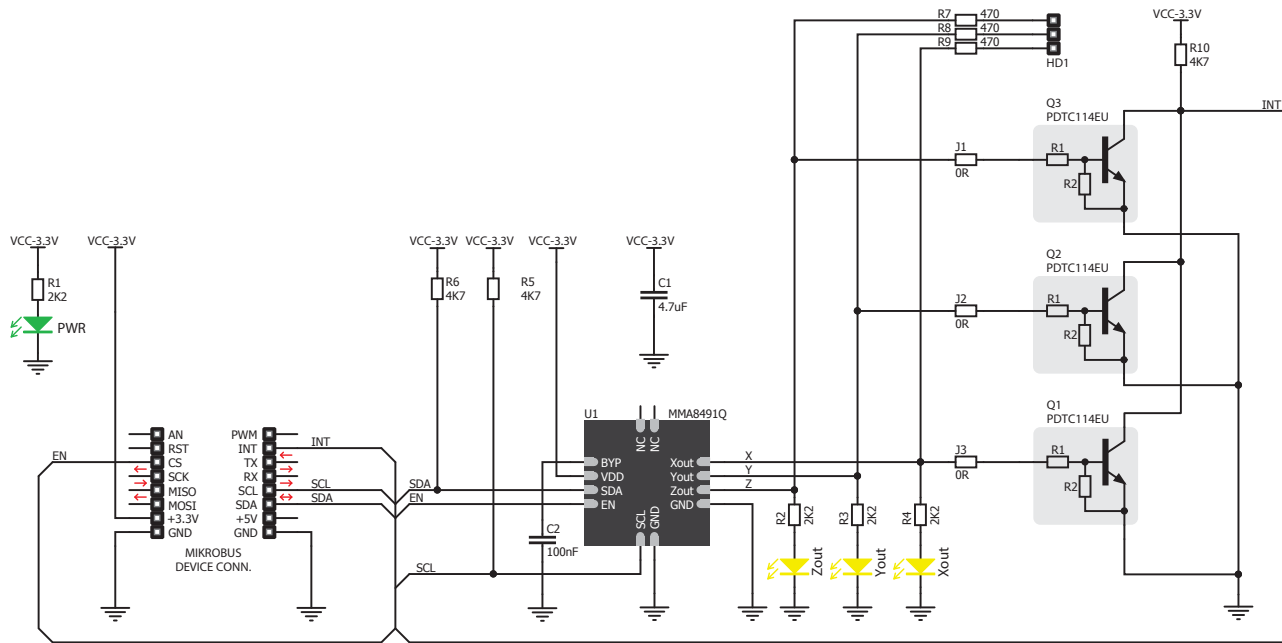 R7 470
R8 470
R9 470
HD1
VCC-3.3V
R10
4K7
INT
Q3
PDTC114EU
R1
R2
J1
0R
VCC-3.3V
VCC-3.3V
R1
2K2
PWR
VCC-3.3V
VCC-3.3V
VCC-3.3V
R6
4K7
R5
4K7
VCC-3.3V
C1
4.7uF
Q2
PDTC114EU
R1
R2
J2
0R
Q1
PDTC114EU
R1
R2
J3
0R
EN
AN
RST
CS
SCK
MISO
MOSI
+3.3V
GND
PWM
INT
TX
RX
SCL
SDA
+5V
GND
INT
SCL
SDA
MIKROBUS
DEVICE CONN.
SDA
EN
SCL
C2
100nF
U1
MMA8491Q
NC
NC
BYP
VDD
SDA
EN
SCL
GND
Xout
Yout
Zout
GND
X
Y
Z
R2
2K2
R3
2K2
R4
2K2
Zout
Yout
Xout